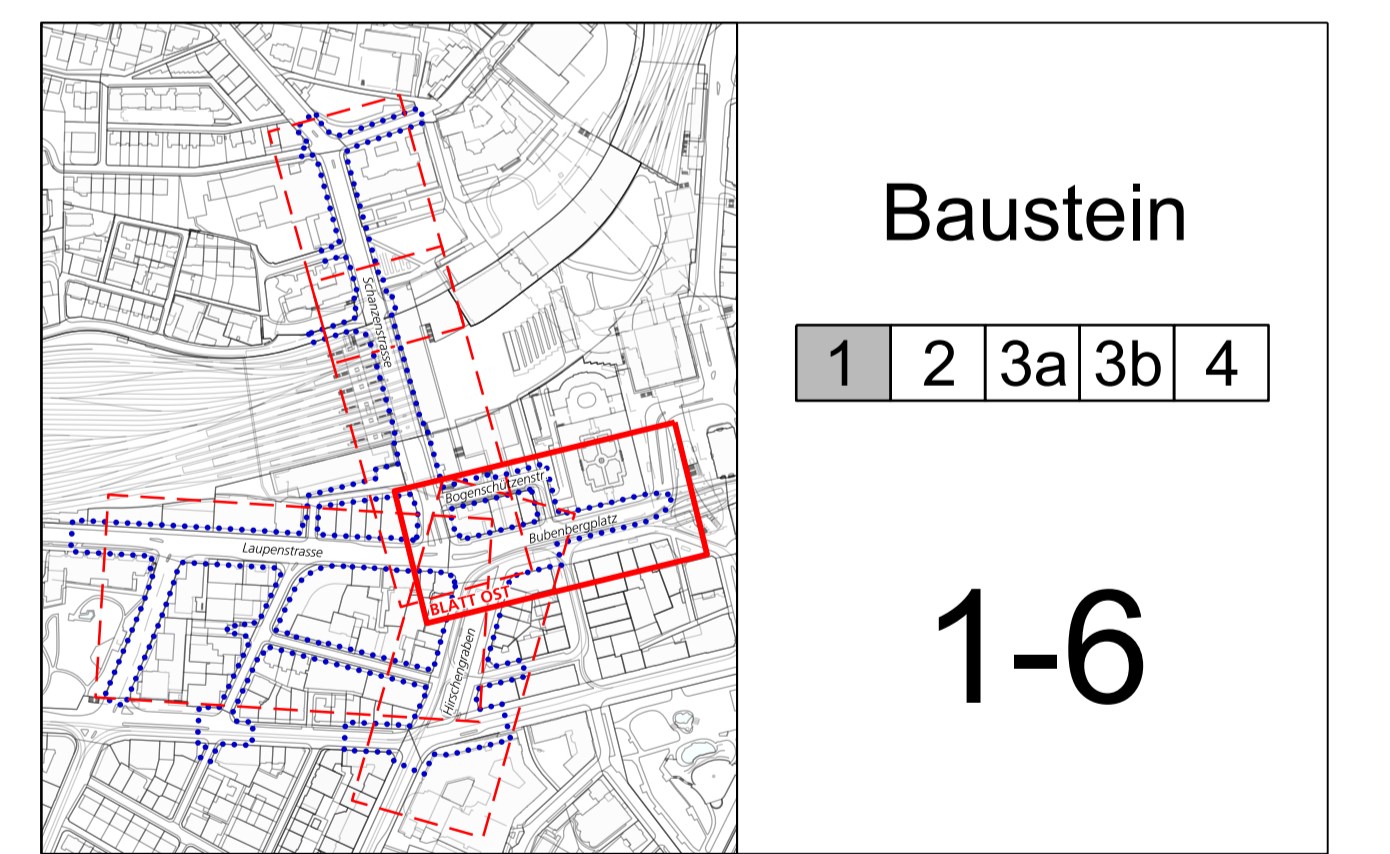 Schanzenstrasse
Bogenschützenstr.
Bubenbergplatz
Laupenstrasse
BLATT OST
Hirschengraben
Baustein
1 2 3a 3b 4
1-6